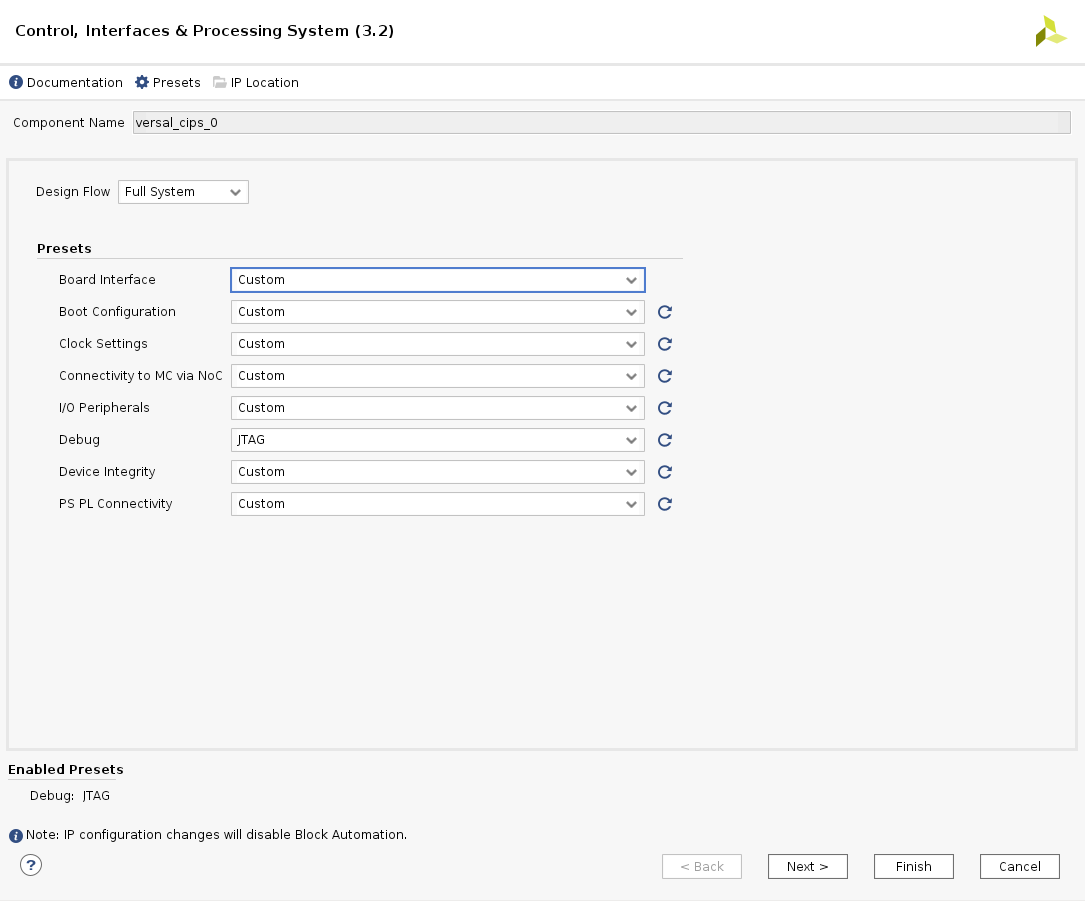 Control, Interfaces & Processing System (3.2)
Documentation Presets IP Location
Component Name versal_cips_0
Design Flow Full System
Presets
Board Interface Custom
Boot Configuration Custom
Clock Settings Custom
Connectivity to MC via NoC Custom
I/O Peripherals Custom
Debug JTAG
Device Integrity Custom
PS PL Connectivity Custom
Enabled Presets
Debug: JTAG
Note: IP configuration changes will disable Block Automation.
? < Back Next > Finish Cancel